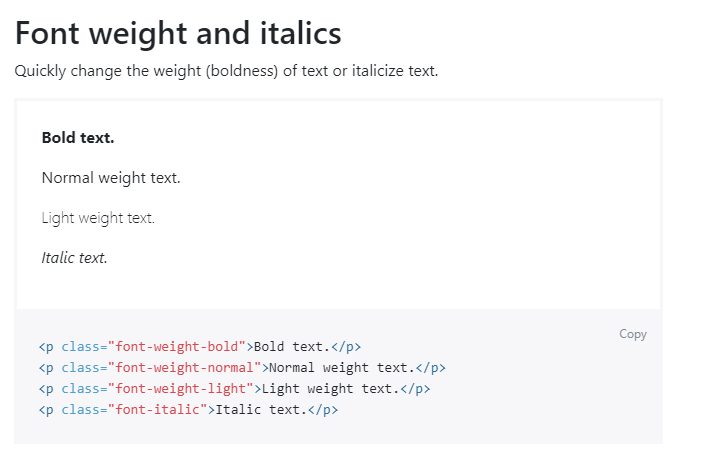 Font weight and italics
Quickly change the weight (boldness) of text or italicize text.
Bold text.
Normal weight text.
Light weight text.
Italic text.
Copy
<p class="font-weight-bold">Bold text.</p>
<p class="font-weight-normal">Normal weight text.</p>
<p class="font-weight-light">Light weight text.</p>
<p class="font-italic">Italic text.</p>